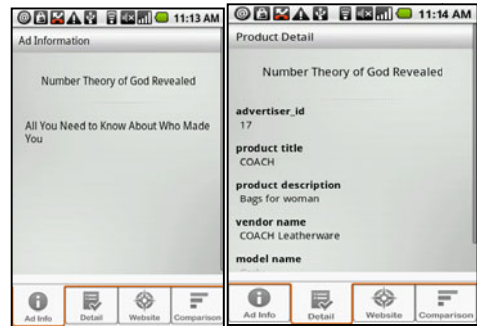 11:13 AM
Ad Information
Number Theory of God Revealed
All You Need to Know About Who Made
You
Ad Info
Detail
Website
Comparison
11:14 AM
Product Detail
Number Theory of God Revealed
advertiser_id
17
product title
COACH
product description
Bags for woman
vendor name
COACH Leatherware
model name
Ad Info
Detail
Website
Comparison